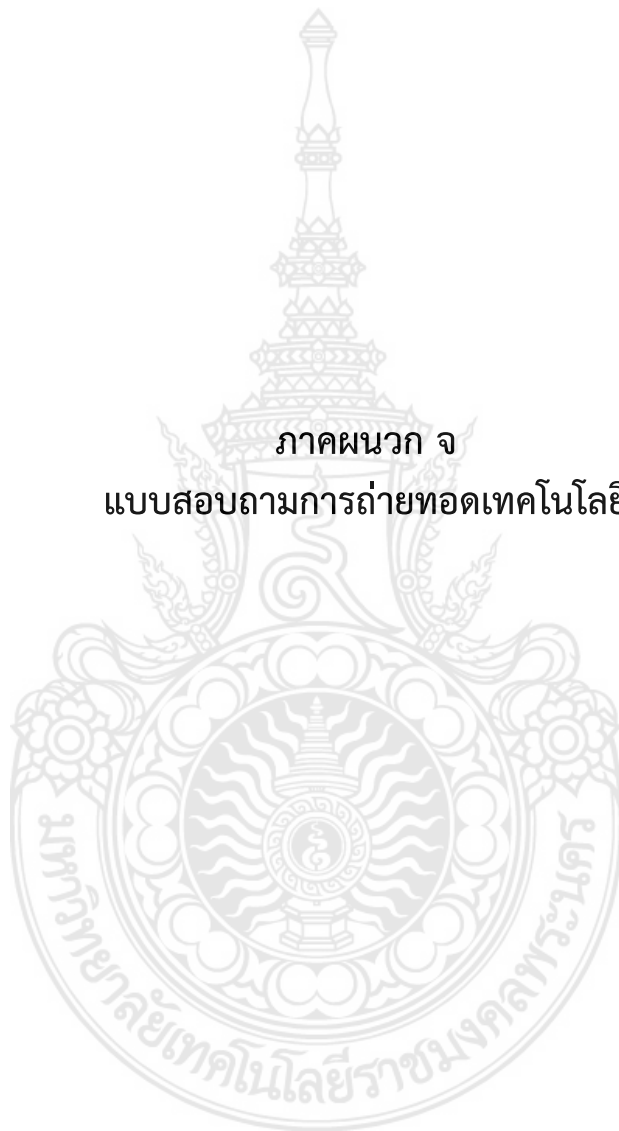 ภาคผนวก จ
แบบสอบถามการถ่ายทอดเทคโนโลยี
มหาวิทยาลัยเทคโนโลยีราชมงคลพระนคร